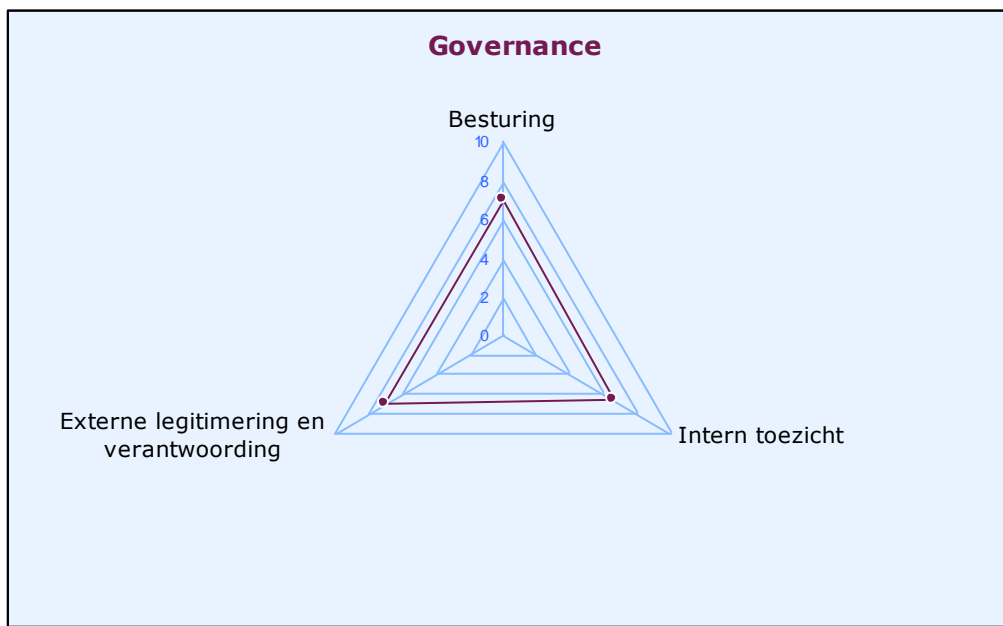 Governance
Besturing
10
8
6
4
2
0
Externe legitimering en
verantwoording
Intern toezicht